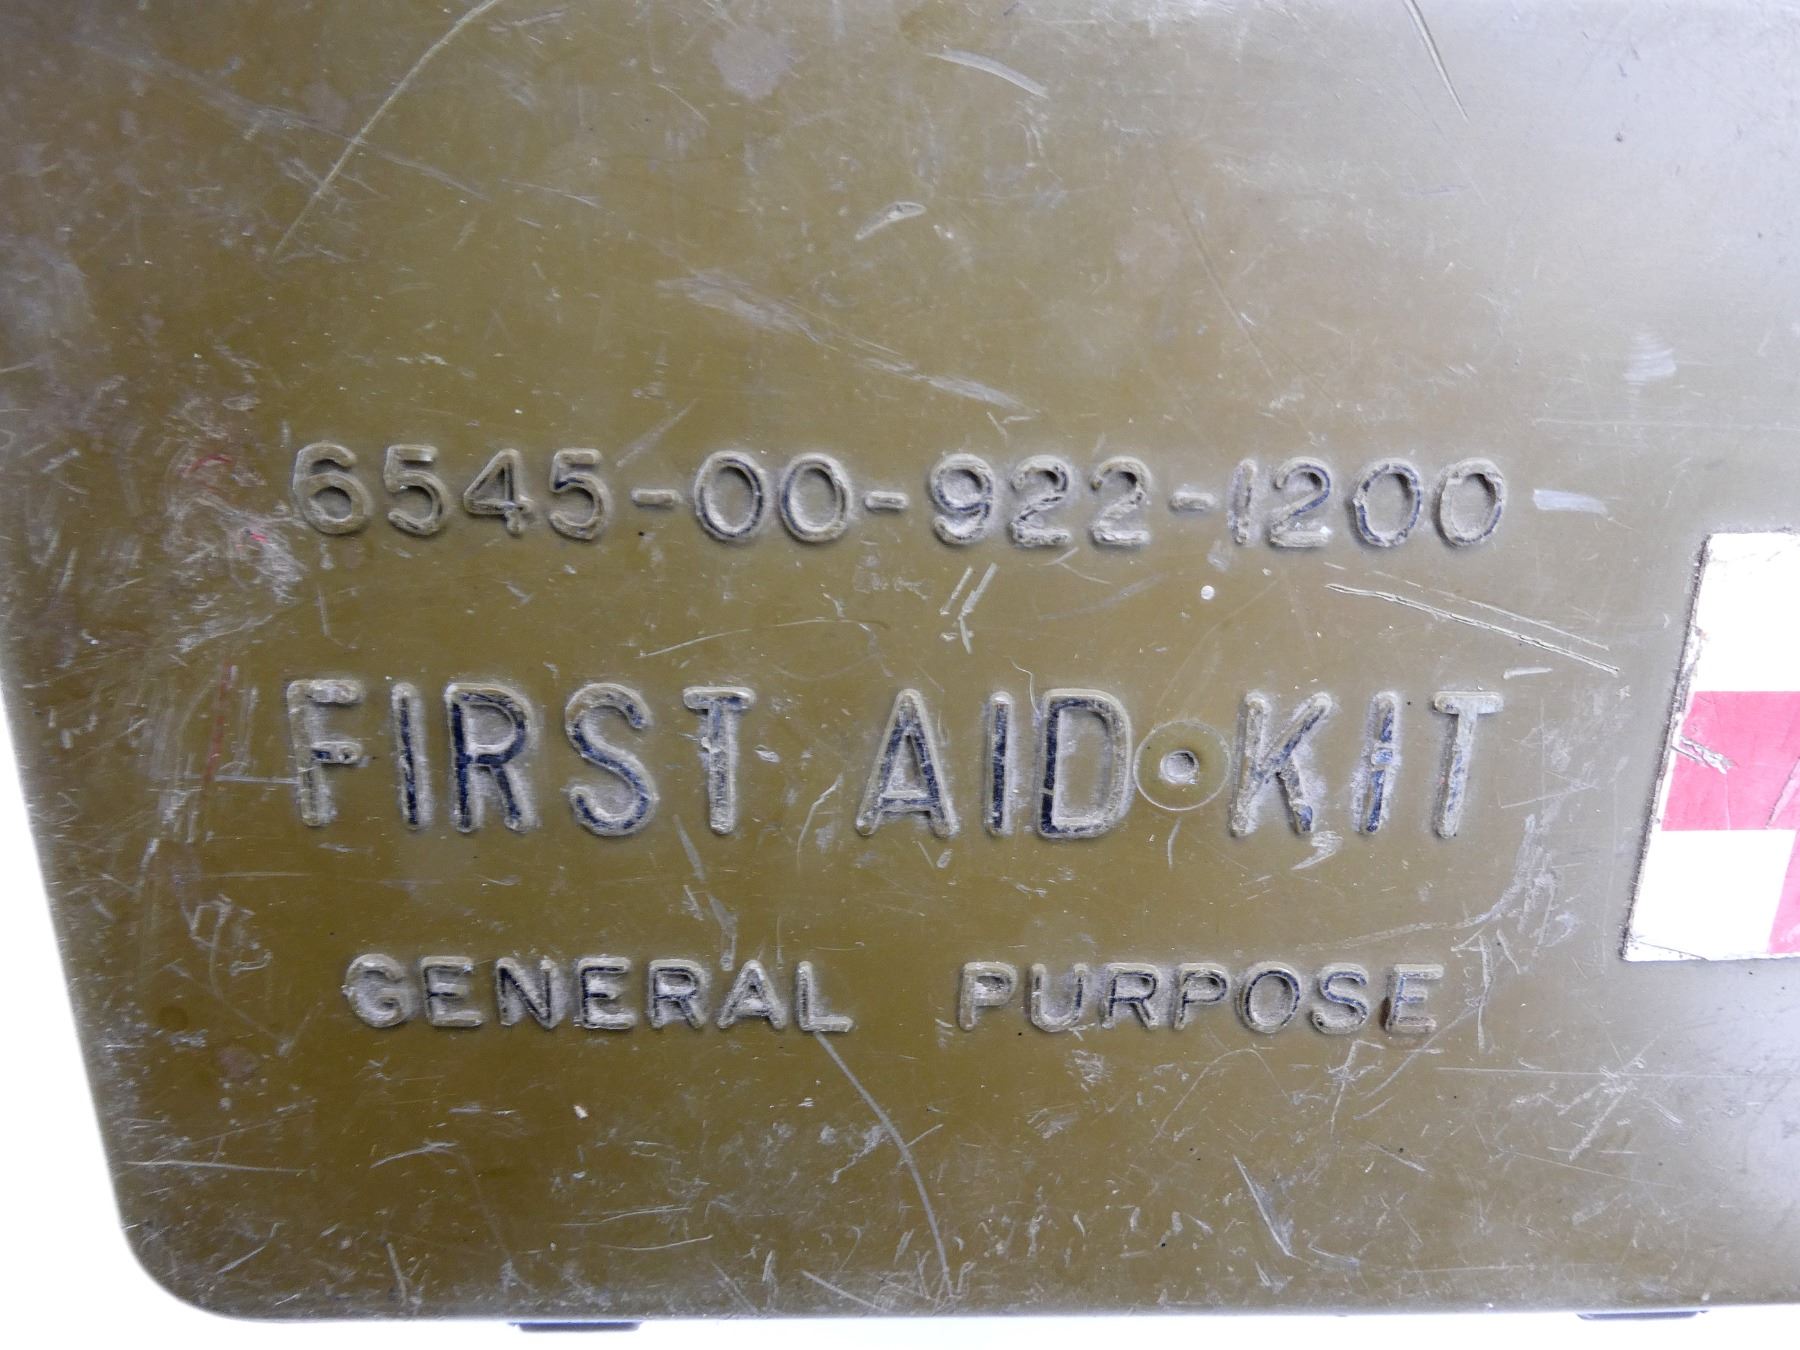 6545-00-922-1200
FIRST AID KIT
GENERAL PURPOSE